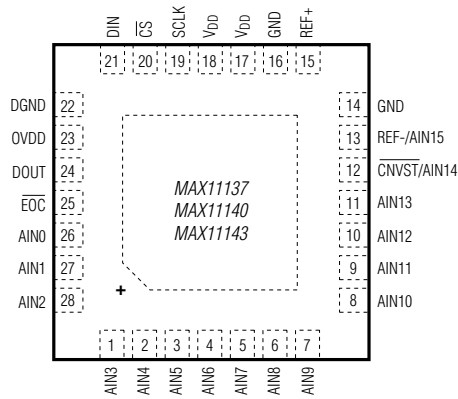 DIN
C̅S̅
SCLK
VDD
VDD
GND
REF+
21
20
19
18
17
16
15
DGND 22
OVDD 23
DOUT 24
E̅O̅C̅ 25
AIN0 26
AIN1 27
AIN2 28
MAX11137
MAX11140
MAX11143
+
14 GND
13 REF-/AIN15
12 C̅N̅V̅S̅T̅/AIN14
11 AIN13
10 AIN12
9 AIN11
8 AIN10
1
2
3
4
5
6
7
AIN3
AIN4
AIN5
AIN6
AIN7
AIN8
AIN9